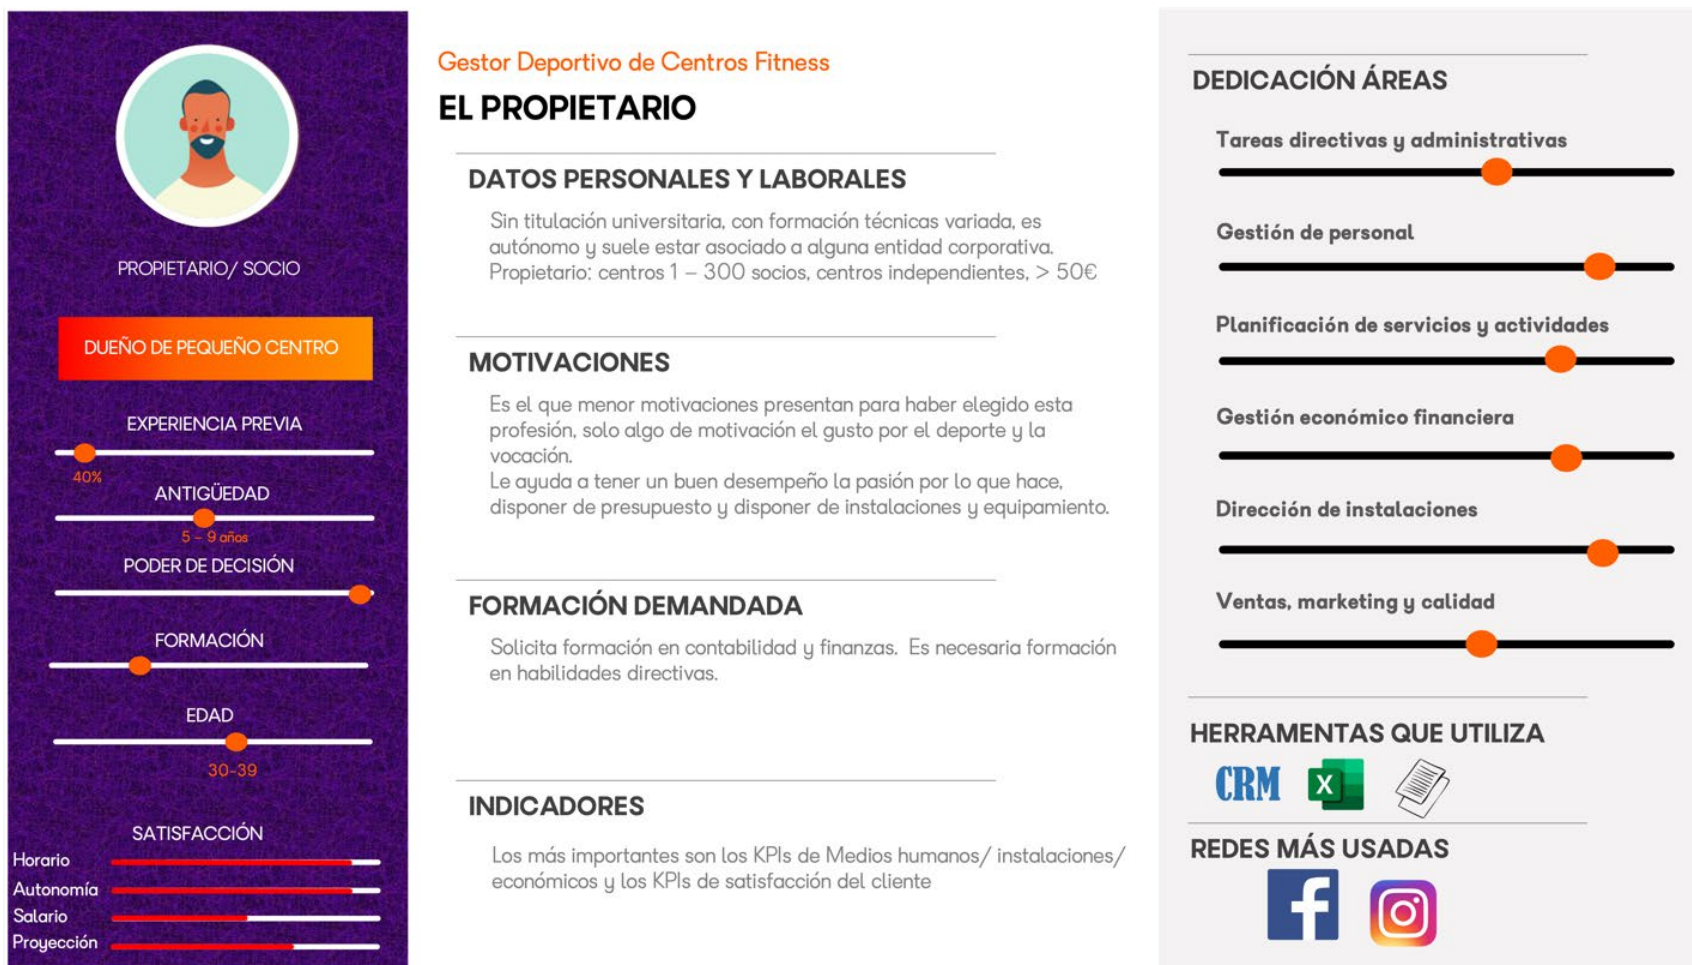 PROPIETARIO/ SOCIO
DUEÑO DE PEQUEÑO CENTRO
EXPERIENCIA PREVIA
40%
ANTIGÜEDAD
5 – 9 años
PODER DE DECISIÓN
FORMACIÓN
EDAD
30-39
SATISFACCIÓN
Horario
Autonomía
Salario
Proyección
Gestor Deportivo de Centros Fitness
EL PROPIETARIO
DATOS PERSONALES Y LABORALES
Sin titulación universitaria, con formación técnicas variada, es
autónomo y suele estar asociado a alguna entidad corporativa.
Propietario: centros 1 – 300 socios, centros independientes, > 50€
MOTIVACIONES
Es el que menor motivaciones presentan para haber elegido esta
profesión, solo algo de motivación el gusto por el deporte y la
vocación.
Le ayuda a tener un buen desempeño la pasión por lo que hace,
disponer de presupuesto y disponer de instalaciones y equipamiento.
FORMACIÓN DEMANDADA
Solicita formación en contabilidad y finanzas. Es necesaria formación
en habilidades directivas.
INDICADORES
Los más importantes son los KPIs de Medios humanos/ instalaciones/
económicos y los KPIs de satisfacción del cliente
DEDICACIÓN ÁREAS
Tareas directivas y administrativas
Gestión de personal
Planificación de servicios y actividades
Gestión económico financiera
Dirección de instalaciones
Ventas, marketing y calidad
HERRAMENTAS QUE UTILIZA
CRM
X
REDES MÁS USADAS
f